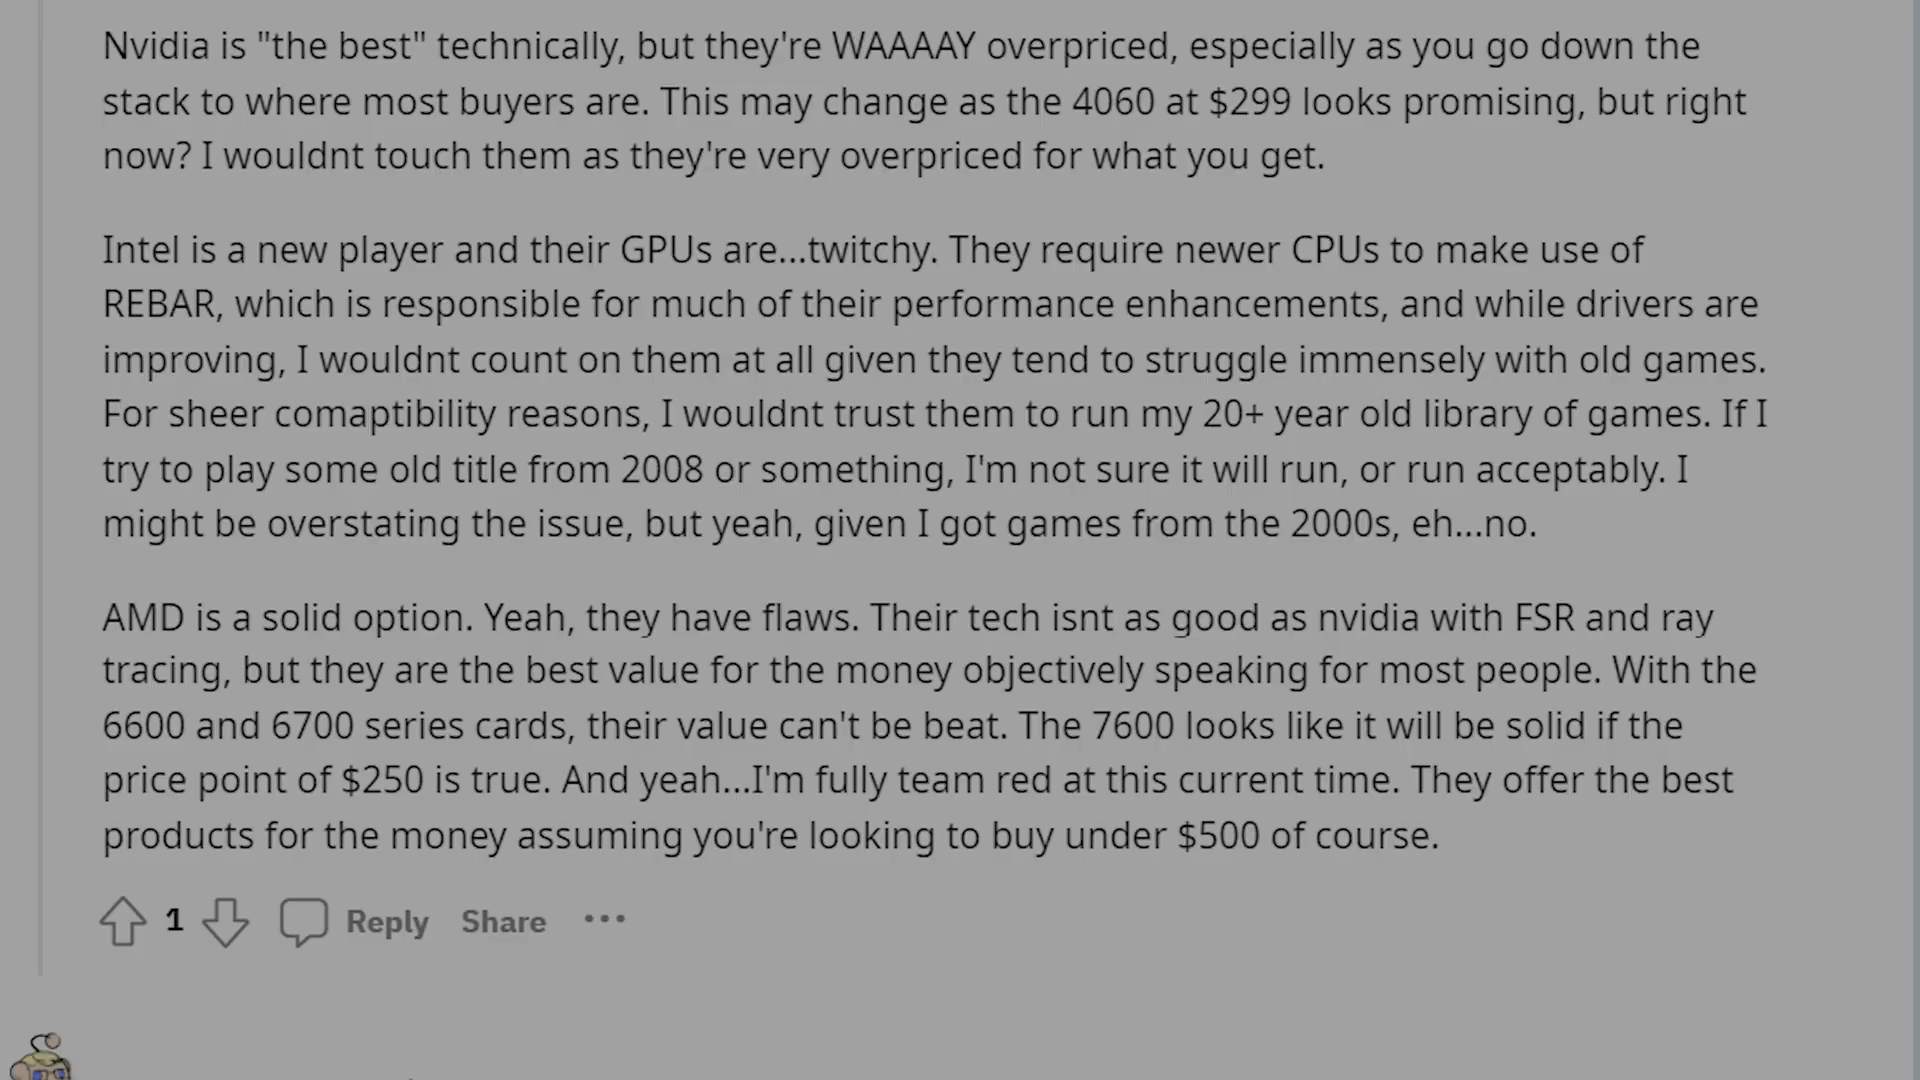 Nvidia is "the best" technically, but they're WAAAAY overpriced, especially as you go down the
stack to where most buyers are. This may change as the 4060 at $299 looks promising, but right
now? I wouldnt touch them as they're very overpriced for what you get.
Intel is a new player and their GPUs are...twitchy. They require newer CPUs to make use of
REBAR, which is responsible for much of their performance enhancements, and while drivers are
improving, I wouldnt count on them at all given they tend to struggle immensely with old games.
For sheer comaptibility reasons, I wouldnt trust them to run my 20+ year old library of games. If I
try to play some old title from 2008 or something, I'm not sure it will run, or run acceptably. I
might be overstating the issue, but yeah, given I got games from the 2000s, eh...no.
AMD is a solid option. Yeah, they have flaws. Their tech isnt as good as nvidia with FSR and ray
tracing, but they are the best value for the money objectively speaking for most people. With the
6600 and 6700 series cards, their value can't be beat. The 7600 looks like it will be solid if the
price point of $250 is true. And yeah...I'm fully team red at this current time. They offer the best
products for the money assuming you're looking to buy under $500 of course.
1 Reply Share ...